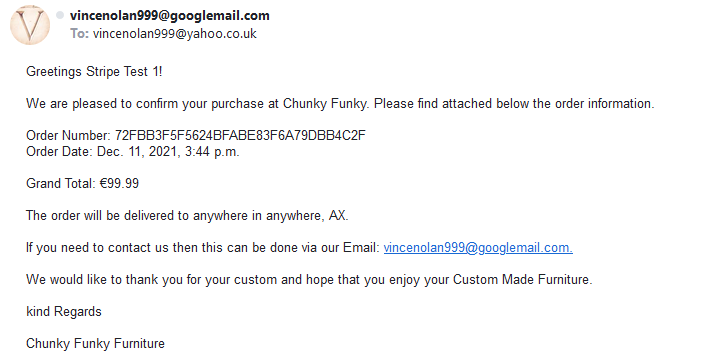 V
vincenolan999@googlemail.com
To: vincenolan999@yahoo.co.uk
Greetings Stripe Test 1!
We are pleased to confirm your purchase at Chunky Funky. Please find attached below the order information.
Order Number: 72FBB3F5F5624BFABE83F6A79DBB4C2F
Order Date: Dec. 11, 2021, 3:44 p.m.
Grand Total: €99.99
The order will be delivered to anywhere in anywhere, AX.
If you need to contact us then this can be done via our Email: vincenolan999@googlemail.com.
We would like to thank you for your custom and hope that you enjoy your Custom Made Furniture.
kind Regards
Chunky Funky Furniture